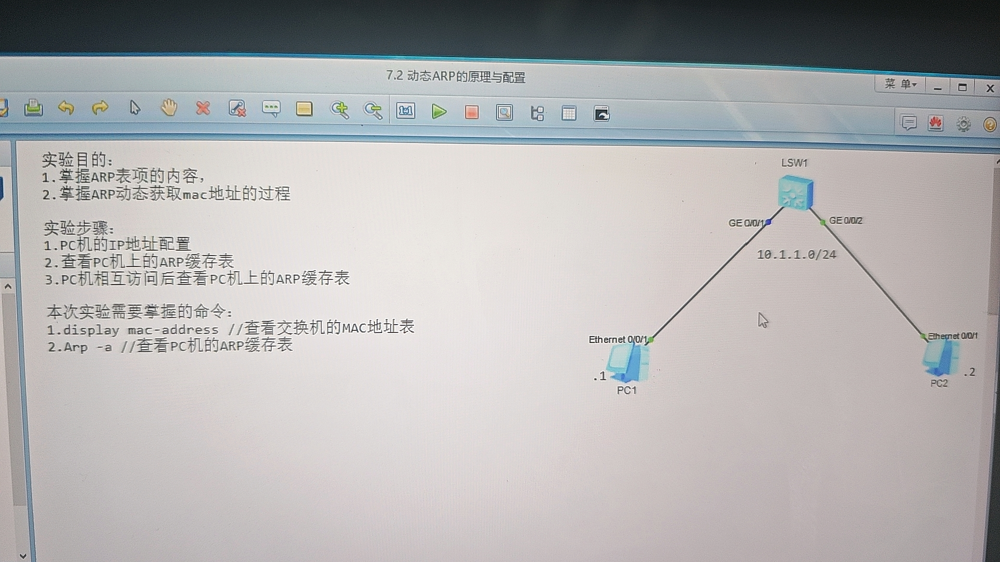 7.2 动态ARP的原理与配置
菜 单
1:1
实验目的:
1.掌握ARP表项的内容,
2.掌握ARP动态获取mac地址的过程
实验步骤:
1.PC机的IP地址配置
2.查看PC机上的ARP缓存表
3.PC机相互访问后查看PC机上的ARP缓存表
本次实验需要掌握的命令:
1.display mac-address //查看交换机的MAC地址表
2.Arp -a //查看PC机的ARP缓存表
LSW1
GE 0/0/1
GE 0/0/2
10.1.1.0/24
Ethernet 0/0/1
Ethernet 0/0/1
.1
.2
PC1
PC2